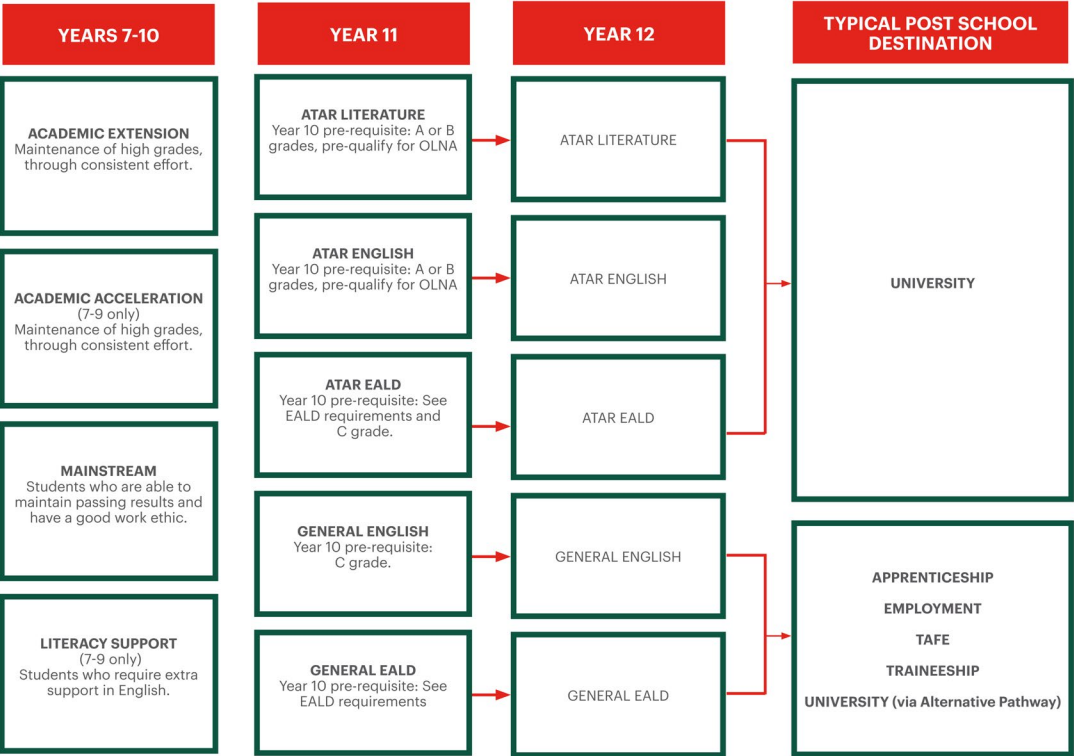 YEARS 7-10
YEAR 11
YEAR 12
TYPICAL POST SCHOOL
DESTINATION
ACADEMIC EXTENSION
Maintenance of high grades,
through consistent effort.
ACADEMIC ACCELERATION
(7-9 only)
Maintenance of high grades,
through consistent effort.
MAINSTREAM
Students who are able to
maintain passing results and
have a good work ethic.
LITERACY SUPPORT
(7-9 only)
Students who require extra
support in English.
ATAR LITERATURE
Year 10 pre-requisite: A or B
grades, pre-qualify for OLNA
ATAR ENGLISH
Year 10 pre-requisite: A or B
grades, pre-qualify for OLNA
ATAR EALD
Year 10 pre-requisite: See
EALD requirements and
C grade.
GENERAL ENGLISH
Year 10 pre-requisite:
C grade.
GENERAL EALD
Year 10 pre-requisite: See
EALD requirements
ATAR LITERATURE
ATAR ENGLISH
ATAR EALD
GENERAL ENGLISH
GENERAL EALD
UNIVERSITY
APPRENTICESHIP
EMPLOYMENT
TAFE
TRAINEESHIP
UNIVERSITY (via Alternative Pathway)